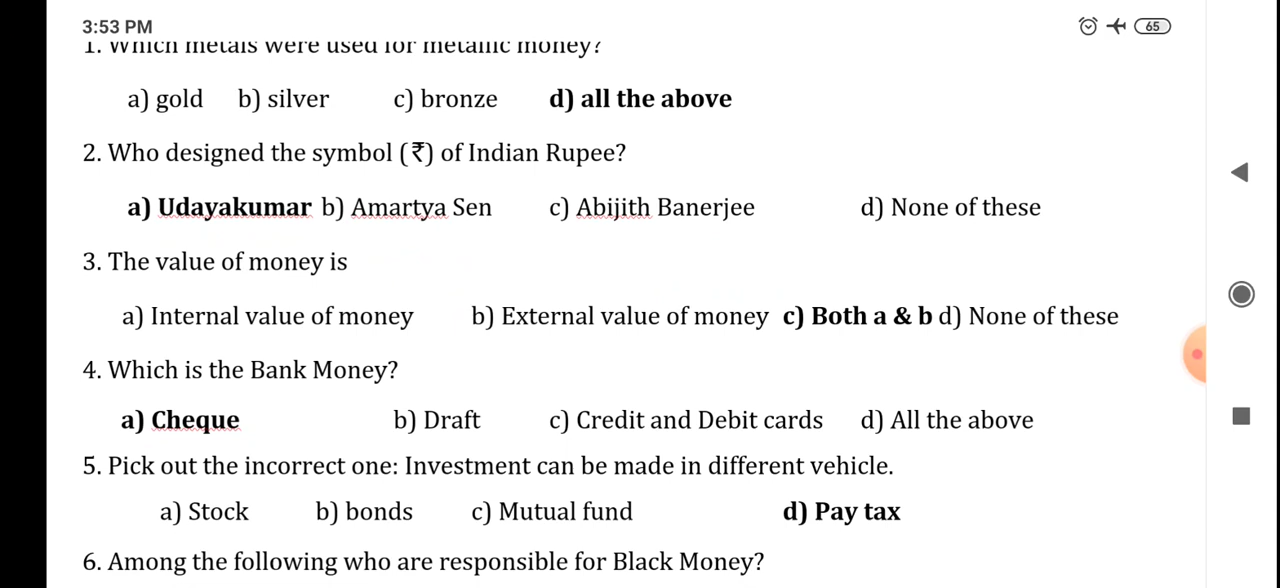 3:53 PM 65
1. Which metals were used for metallic money?
a) gold b) silver c) bronze d) all the above
2. Who designed the symbol (₹) of Indian Rupee?
a) Udayakumar b) Amartya Sen c) Abijith Banerjee d) None of these
3. The value of money is
a) Internal value of money b) External value of money c) Both a & b d) None of these
4. Which is the Bank Money?
a) Cheque b) Draft c) Credit and Debit cards d) All the above
5. Pick out the incorrect one: Investment can be made in different vehicle.
a) Stock b) bonds c) Mutual fund d) Pay tax
6. Among the following who are responsible for Black Money?